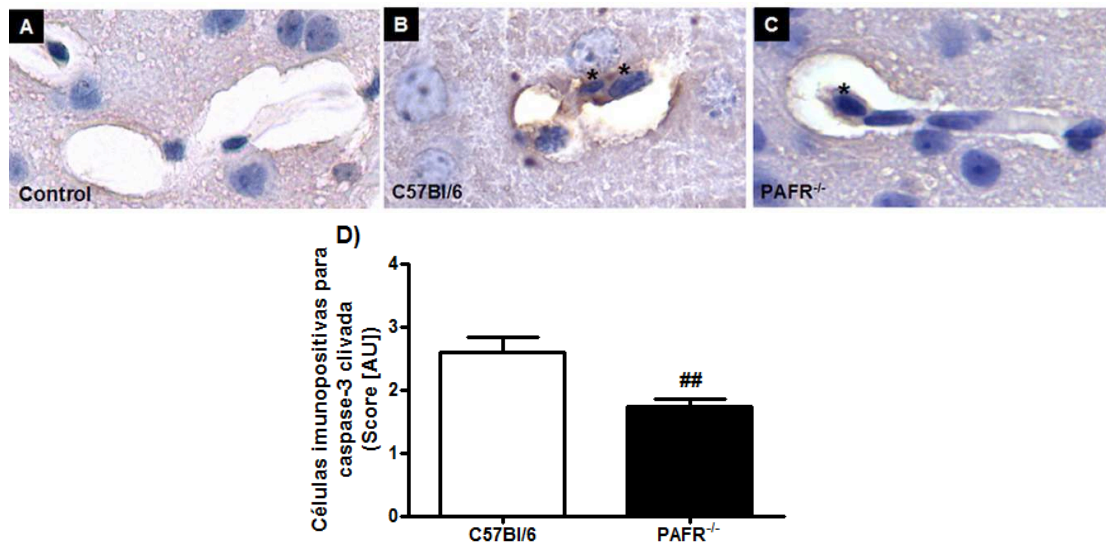 A
Control
B
* *
C57Bl/6
C
*
PAFR-/-
D)
Células imunopositivas para
caspase-3 clivada
(Score [AU])
4
3
2
1
0
##
C57Bl/6
PAFR-/-